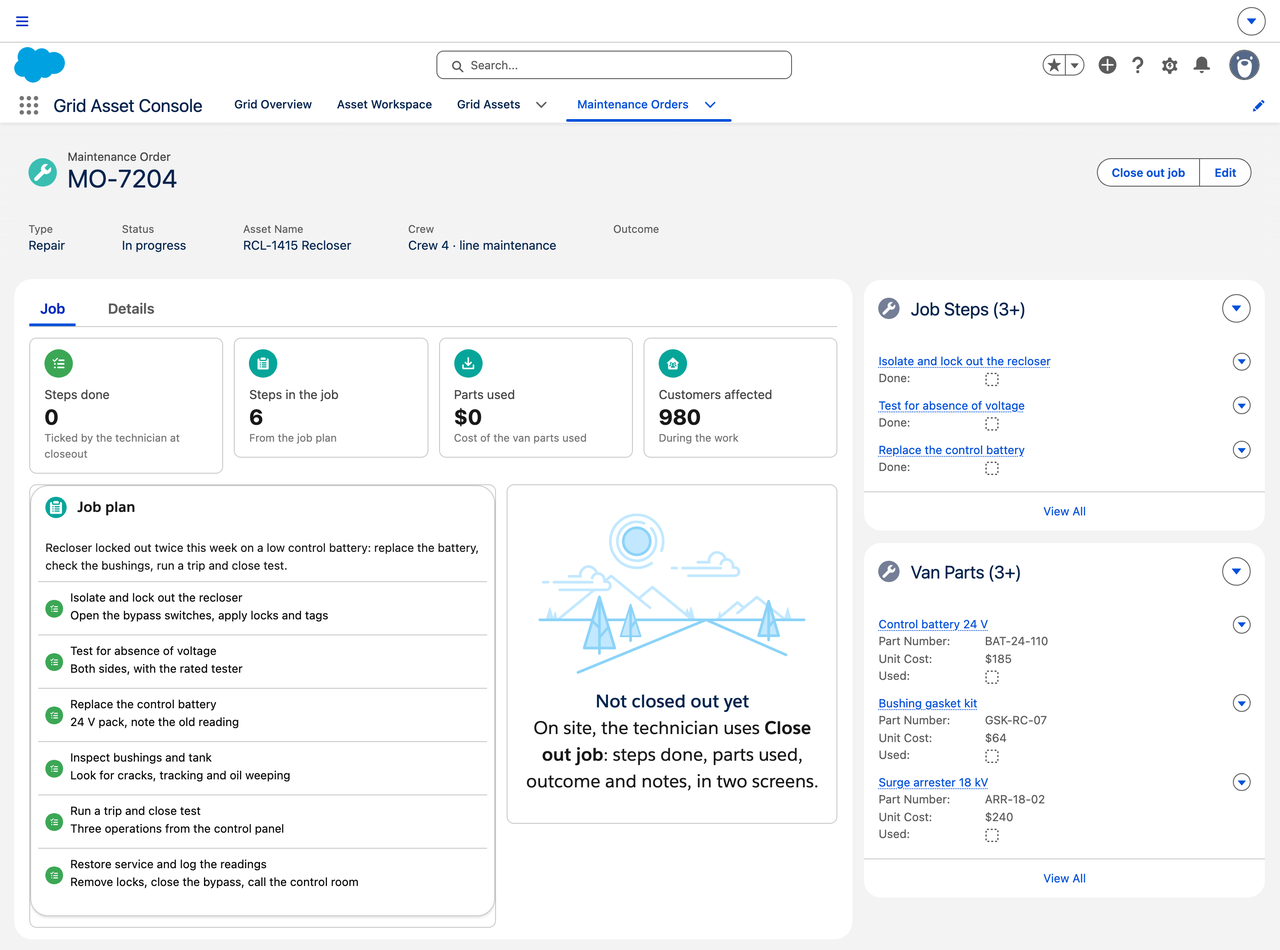 Search...
Grid Asset Console
Grid Overview
Asset Workspace
Grid Assets
Maintenance Orders
Maintenance Order
MO-7204
Close out job
Edit
Type
Status
Asset Name
Crew
Outcome
Repair
In progress
RCL-1415 Recloser
Crew 4 · line maintenance
Job
Details
Steps done
0
Ticked by the technician at
closeout
Steps in the job
6
From the job plan
Parts used
$0
Cost of the van parts used
Customers affected
980
During the work
Job plan
Recloser locked out twice this week on a low control battery: replace the battery,
check the bushings, run a trip and close test.
Isolate and lock out the recloser
Open the bypass switches, apply locks and tags
Test for absence of voltage
Both sides, with the rated tester
Replace the control battery
24 V pack, note the old reading
Inspect bushings and tank
Look for cracks, tracking and oil weeping
Run a trip and close test
Three operations from the control panel
Restore service and log the readings
Remove locks, close the bypass, call the control room
Not closed out yet
On site, the technician uses Close
out job: steps done, parts used,
outcome and notes, in two screens.
Job Steps (3+)
Isolate and lock out the recloser
Done:
Test for absence of voltage
Done:
Replace the control battery
Done:
View All
Van Parts (3+)
Control battery 24 V
Part Number: BAT-24-110
Unit Cost: $185
Used:
Bushing gasket kit
Part Number: GSK-RC-07
Unit Cost: $64
Used:
Surge arrester 18 kV
Part Number: ARR-18-02
Unit Cost: $240
Used:
View All